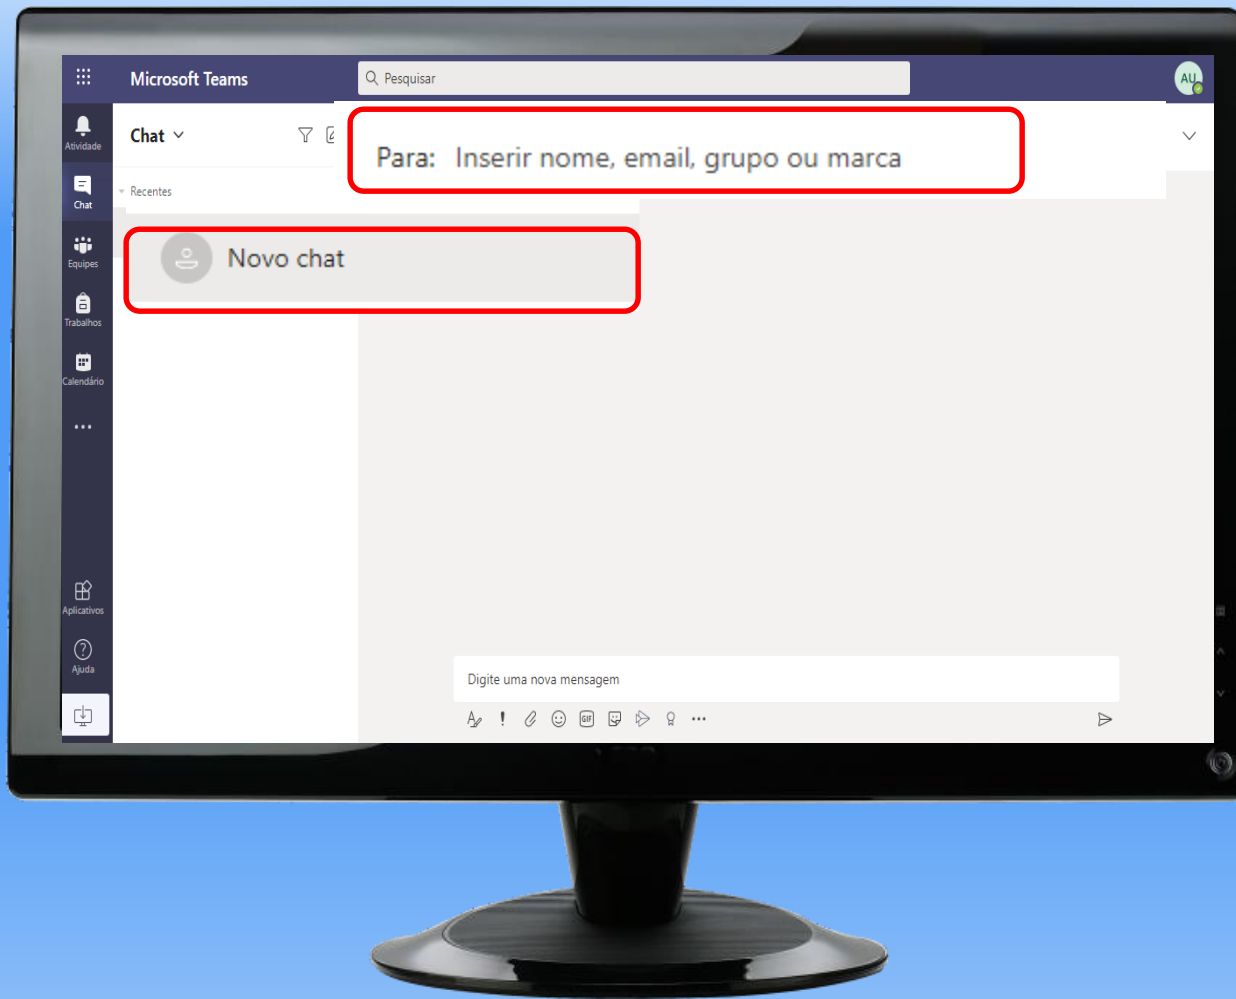 Microsoft Teams
Pesquisar
AU
Atividade
Chat
Para: Inserir nome, email, grupo ou marca
Recentes
Chat
Novo chat
Equipes
Trabalhos
Calendário
Aplicativos
Ajuda
Digite uma nova mensagem
GIF